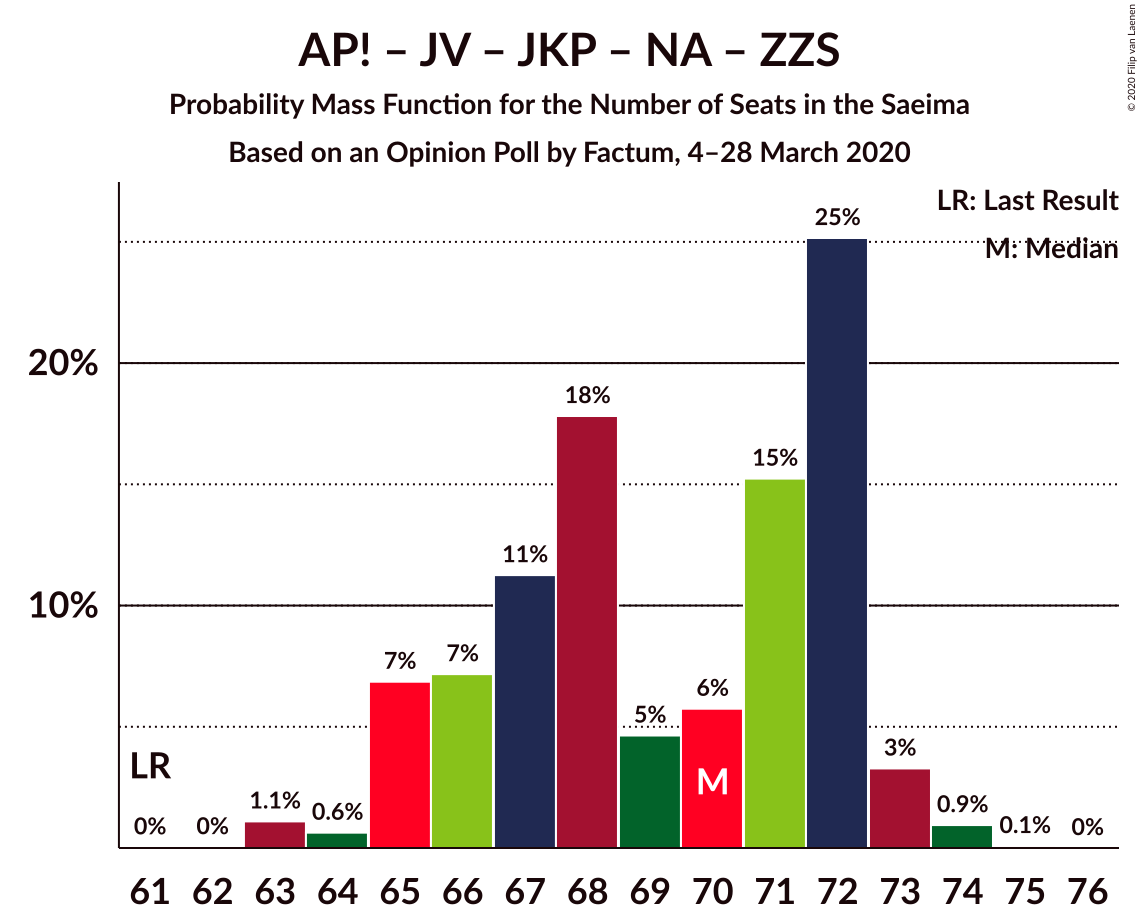 AP! – JV – JKP – NA – ZZS
Probability Mass Function for the Number of Seats in the Saeima
Based on an Opinion Poll by Factum, 4–28 March 2020
© 2020 Filip van Laenen
LR: Last Result
M: Median
20%
10%
LR
M
0%
0%
1.1%
0.6%
7%
7%
11%
18%
5%
6%
15%
25%
3%
0.9%
0.1%
0%
61 62 63 64 65 66 67 68 69 70 71 72 73 74 75 76